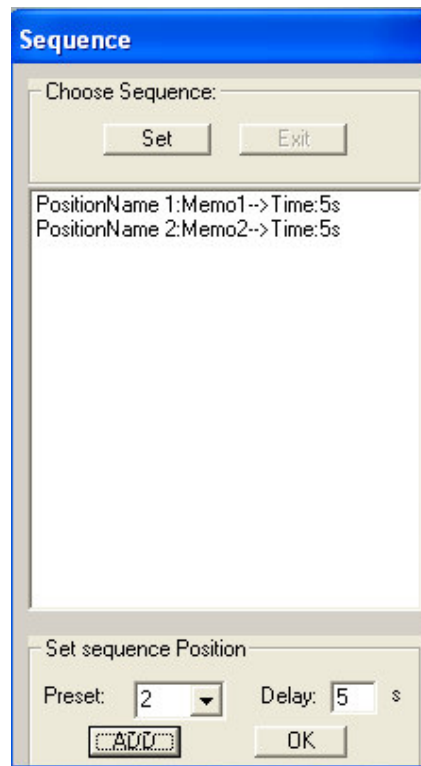 Sequence
Choose Sequence:
Set Exit
PositionName 1:Memo1-->Time:5s
PositionName 2:Memo2-->Time:5s
Set sequence Position
Preset: 2 Delay: 5 s
ADD OK